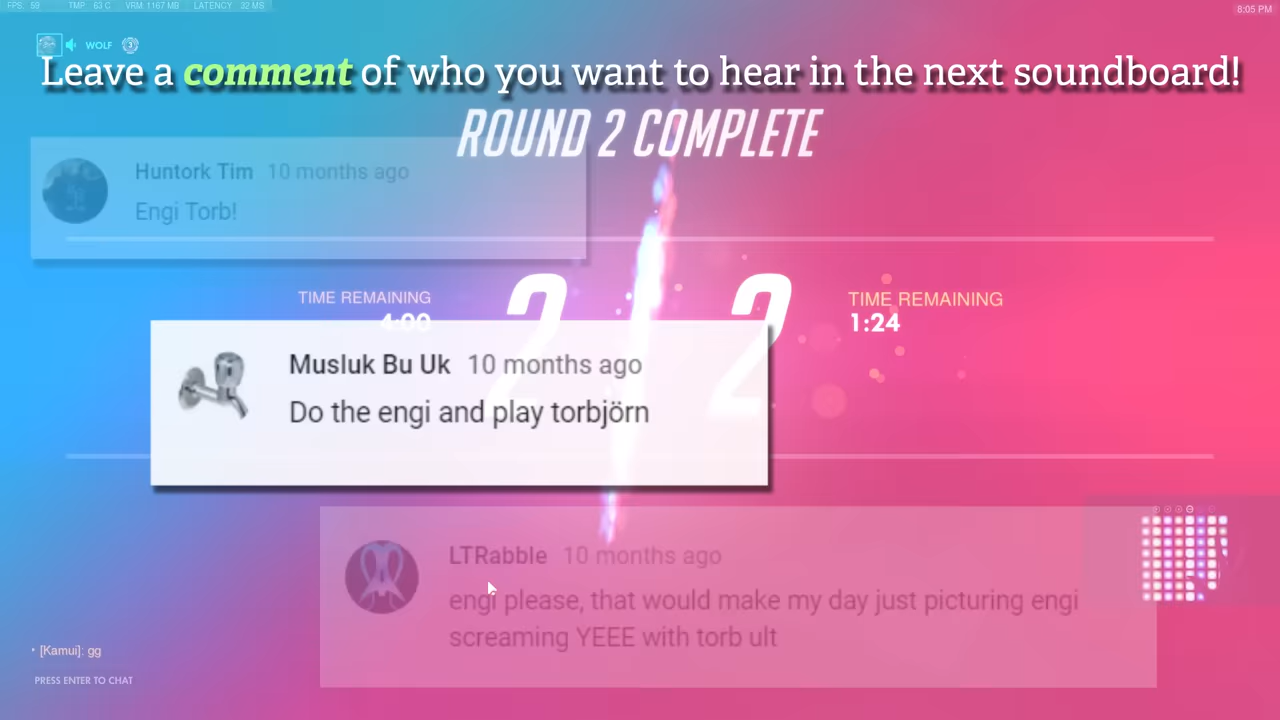 FPS: 59 TMP: 63 C VRM: 1167 MB LATENCY: 32 MS
8:05 PM
WOLF 3
Leave a comment of who you want to hear in the next soundboard!
ROUND 2 COMPLETE
Huntork Tim 10 months ago
Engi Torb!
TIME REMAINING
4:00
2
2
TIME REMAINING
1:24
Musluk Bu Uk 10 months ago
Do the engi and play torbjörn
LTRabble 10 months ago
engi please, that would make my day just picturing engi
screaming YEEE with torb ult
[Kamui]: gg
PRESS ENTER TO CHAT